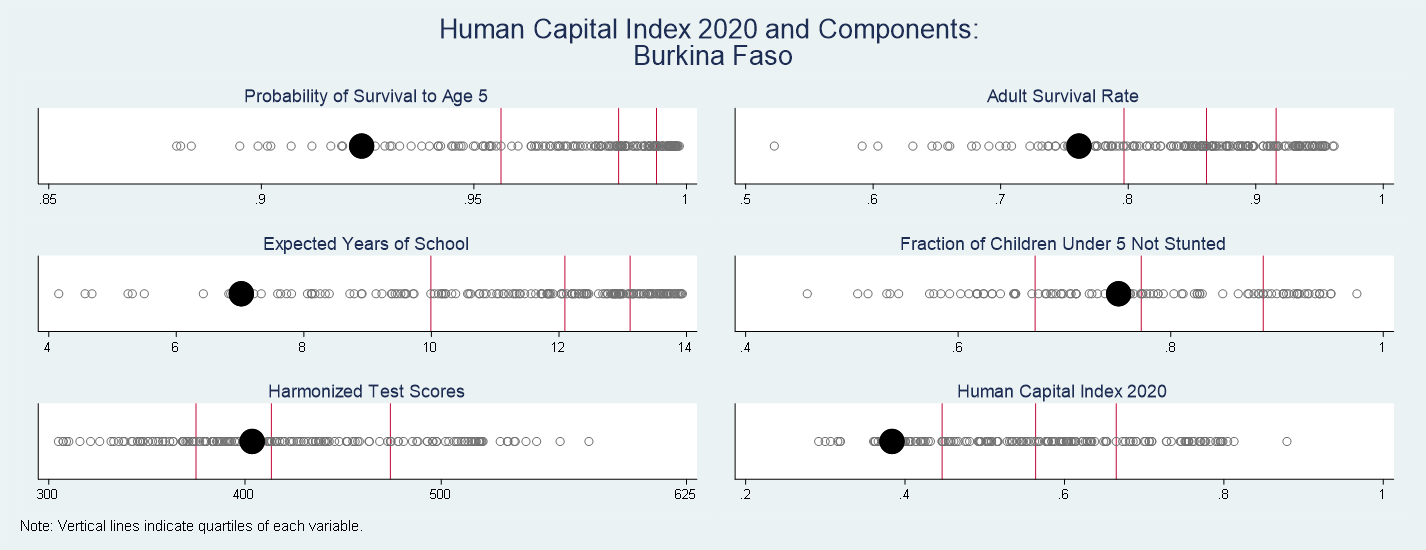 Human Capital Index 2020 and Components:
Burkina Faso
Probability of Survival to Age 5
.85 .9 .95 1
Adult Survival Rate
.5 .6 .7 .8 .9 1
Expected Years of School
4 6 8 10 12 14
Fraction of Children Under 5 Not Stunted
.4 .6 .8 1
Harmonized Test Scores
300 400 500 625
Human Capital Index 2020
.2 .4 .6 .8 1
Note: Vertical lines indicate quartiles of each variable.